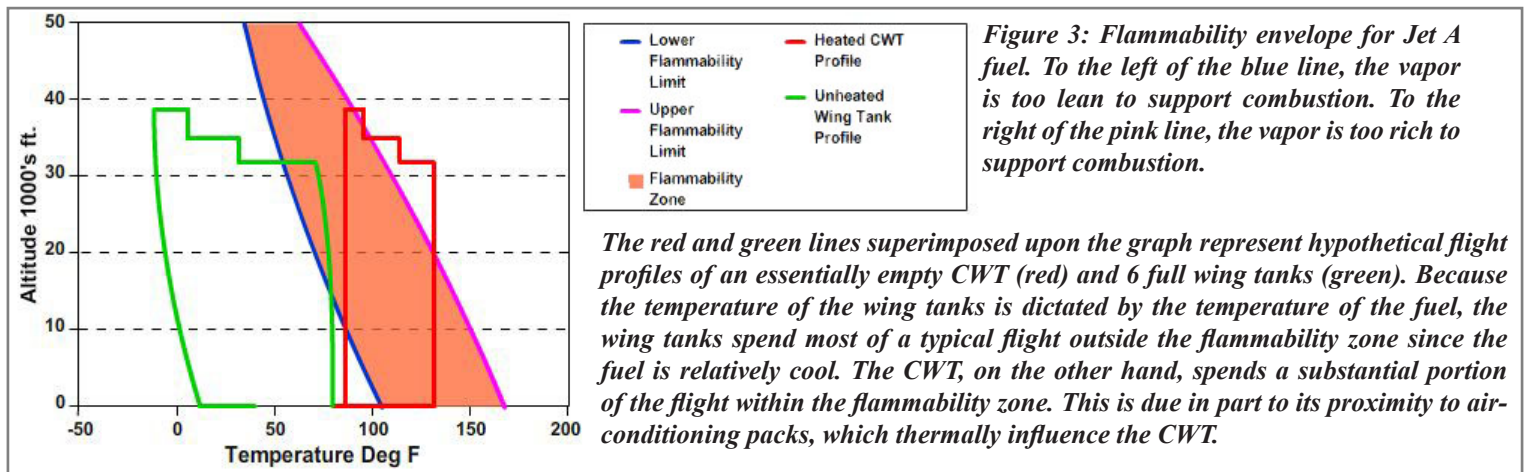 50
40
30
20
10
0
Altitude 1000's ft.
-50 0 50 100 150 200
Temperature Deg F
Lower
Flammability
Limit
Upper
Flammability
Limit
Flammability
Zone
Heated CWT
Profile
Unheated
Wing Tank
Profile
Figure 3: Flammability envelope for Jet A
fuel. To the left of the blue line, the vapor
is too lean to support combustion. To the
right of the pink line, the vapor is too rich to
support combustion.
The red and green lines superimposed upon the graph represent hypothetical flight
profiles of an essentially empty CWT (red) and 6 full wing tanks (green). Because
the temperature of the wing tanks is dictated by the temperature of the fuel, the
wing tanks spend most of a typical flight outside the flammability zone since the
fuel is relatively cool. The CWT, on the other hand, spends a substantial portion
of the flight within the flammability zone. This is due in part to its proximity to air-
conditioning packs, which thermally influence the CWT.